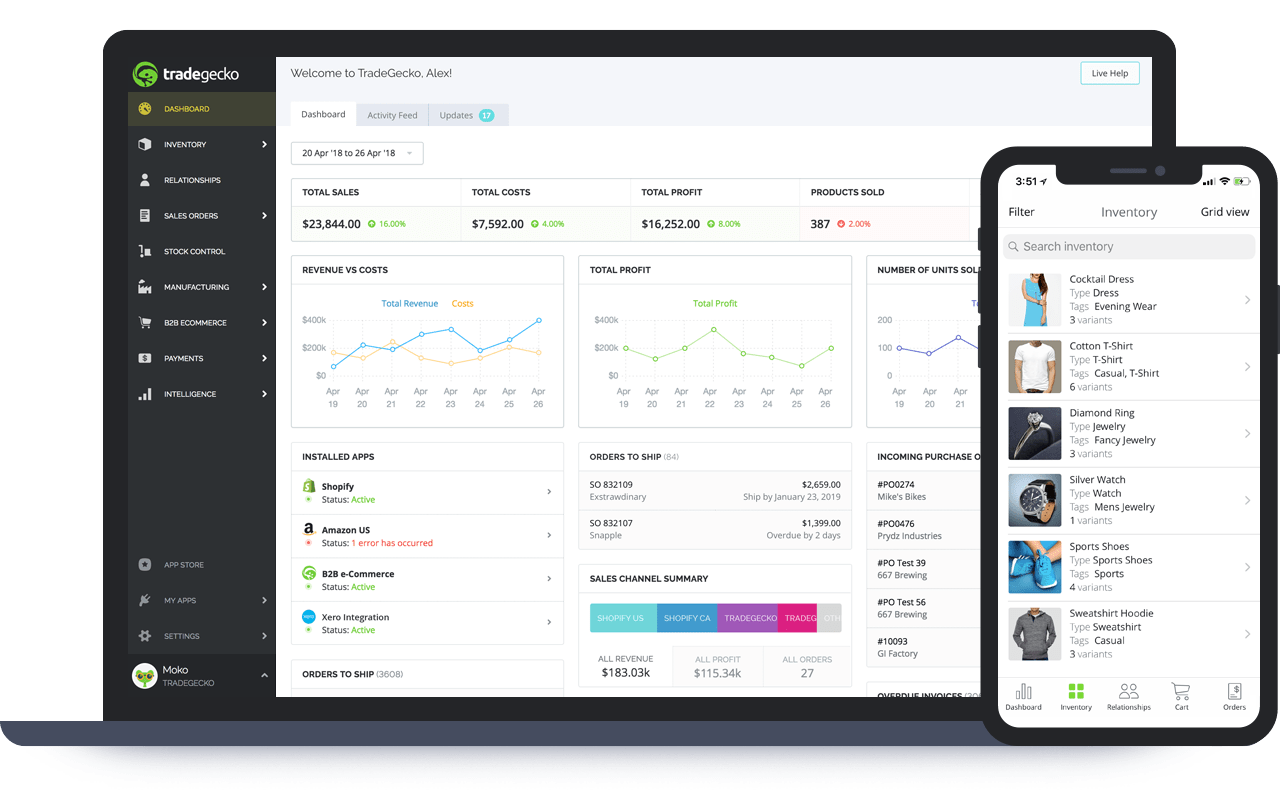 tradegecko
DASHBOARD
INVENTORY
RELATIONSHIPS
SALES ORDERS
STOCK CONTROL
MANUFACTURING
B2B ECOMMERCE
PAYMENTS
INTELLIGENCE
APP STORE
MY APPS
SETTINGS
Moko
TRADEGECKO
Welcome to TradeGecko, Alex!
Live Help
Dashboard Activity Feed Updates 17
20 Apr '18 to 26 Apr '18
TOTAL SALES TOTAL COSTS TOTAL PROFIT PRODUCTS SOLD
$23,844.00 16.00% $7,592.00 4.00% $16,252.00 8.00% 387 2.00%
REVENUE VS COSTS
Total Revenue Costs
$400k
$200k
$0
Apr Apr Apr Apr Apr Apr Apr Apr
19 20 21 22 23 24 25 26
TOTAL PROFIT
Total Profit
$400k
$200k
$0
Apr Apr Apr Apr Apr Apr Apr Apr
19 20 21 22 23 24 25 26
NUMBER OF UNITS SOL
200
100
0
Apr Apr Apr
19 20 21
INSTALLED APPS
Shopify
Status: Active
a Amazon US
Status: 1 error has occurred
B2B e-Commerce
Status: Active
xero Xero Integration
Status: Active
ORDERS TO SHIP (3608)
ORDERS TO SHIP (84)
SO 832109 $2,659.00
Exstrawdinary Ship by January 23, 2019
SO 832107 $1,399.00
Snapple Overdue by 2 days
SALES CHANNEL SUMMARY
SHOPIFY US SHOPIFY CA TRADEGECKO TRADEG OTH
ALL REVENUE ALL PROFIT ALL ORDERS
$183.03k $115.34k 27
INCOMING PURCHASE O
#PO0274
Mike's Bikes
#PO0476
Prydz Industries
#PO Test 39
667 Brewing
#PO Test 56
667 Brewing
#10093
GI Factory
OVERDUE INVOICES
3:51
Filter Inventory Grid view
Search inventory
Cocktail Dress
Type Dress
Tags Evening Wear
3 variants
Cotton T-Shirt
Type T-Shirt
Tags Casual, T-Shirt
6 variants
Diamond Ring
Type Jewelry
Tags Fancy Jewelry
3 variants
Silver Watch
Type Watch
Tags Mens Jewelry
1 variants
Sports Shoes
Type Sports Shoes
Tags Sports
4 variants
Sweatshirt Hoodie
Type Sweatshirt
Tags Casual
3 variants
Dashboard Inventory Relationships Cart Orders